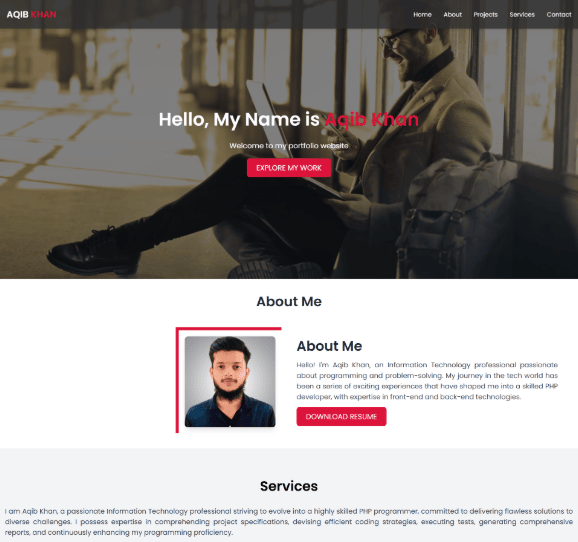 AQIB KHAN
Home About Projects Services Contact
Hello, My Name is Aqib Khan
Welcome to my portfolio website
EXPLORE MY WORK
About Me
About Me
Hello! I'm Aqib Khan, an Information Technology professional passionate
about programming and problem-solving. My journey in the tech world has
been a series of exciting experiences that have shaped me into a skilled PHP
developer, with expertise in front-end and back-end technologies.
DOWNLOAD RESUME
Services
I am Aqib Khan, a passionate Information Technology professional striving to evolve into a highly skilled PHP programmer, committed to delivering flawless solutions to
diverse challenges. I possess expertise in comprehending project specifications, devising efficient coding strategies, executing tests, generating comprehensive
reports, and continuously enhancing my programming proficiency.